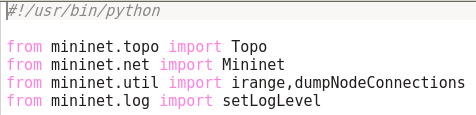 #!/usr/bin/python
from mininet.topo import Topo
from mininet.net import Mininet
from mininet.util import irange,dumpNodeConnections
from mininet.log import setLogLevel